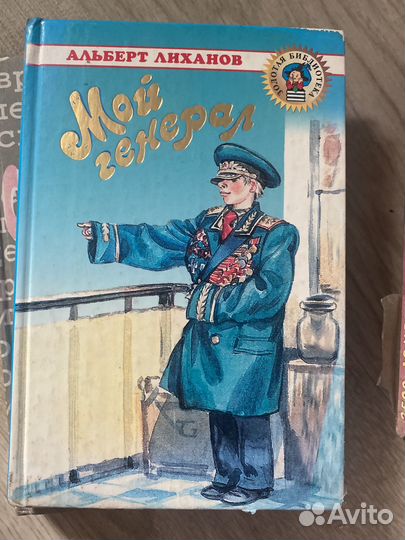 АЛЬБЕРТ ЛИХАНОВ
ЗОЛОТАЯ БИБЛИОТЕКА
Мой
генерал
G
Avito